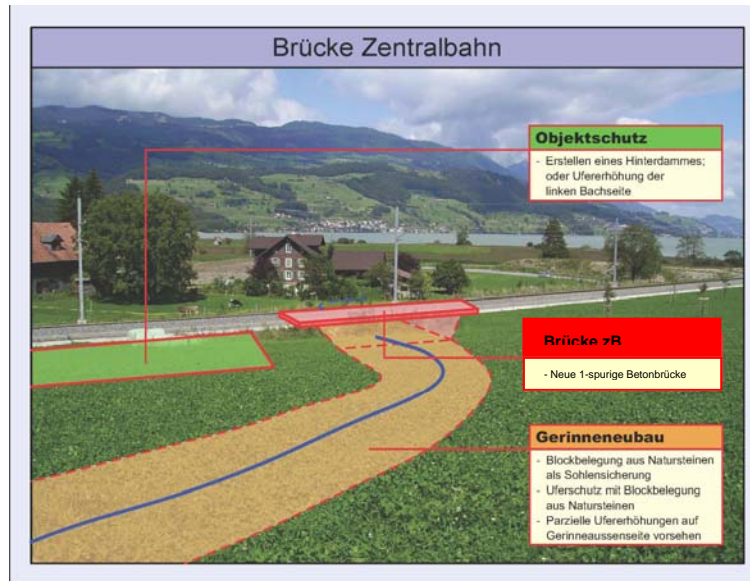 Brücke Zentralbahn
Objektschutz
- Erstellen eines Hinterdammes;
oder Ufererhöhung der
linken Bachseite
Brücke zB
- Neue 1-spurige Betonbrücke
Gerinneneubau
- Blockbelegung aus Natursteinen
als Sohlensicherung
- Uferschutz mit Blockbelegung
aus Natursteinen
- Parzielle Ufererhöhungen auf
Gerinneaussenseite vorsehen